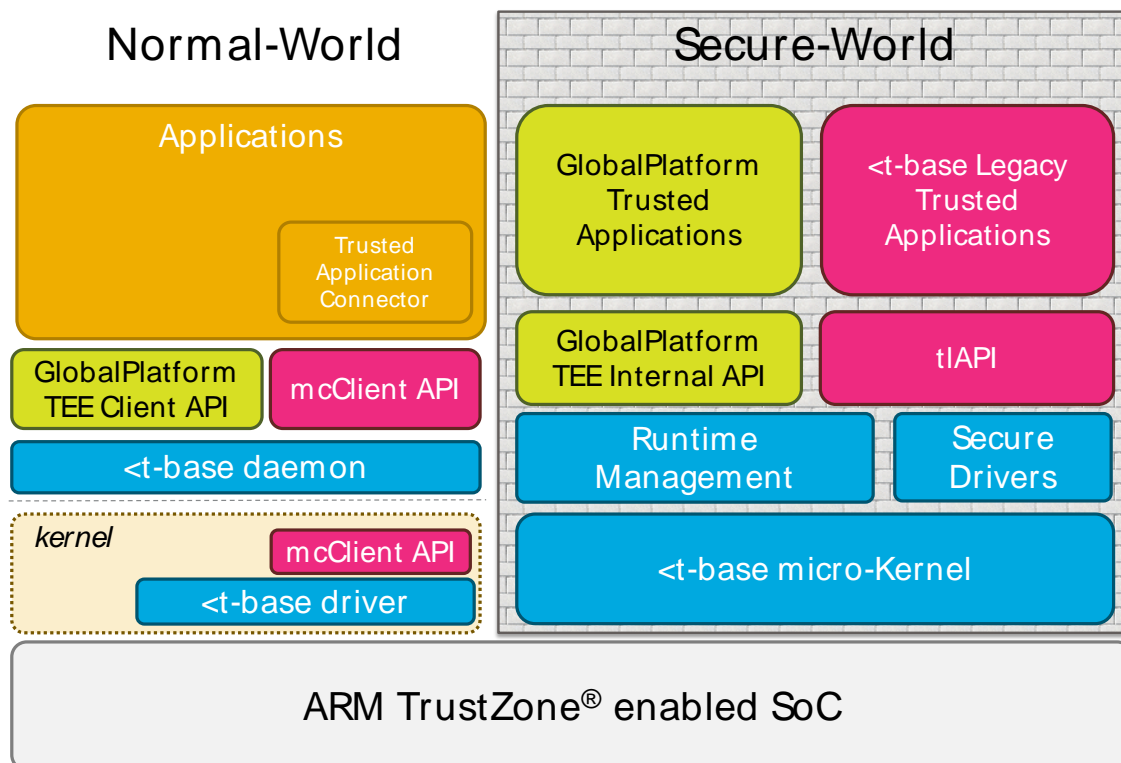 Normal-World
Applications
Trusted
Application
Connector
GlobalPlatform
TEE Client API
mcClient API
<t-base daemon
kernel
mcClient API
<t-base driver
Secure-World
GlobalPlatform
Trusted
Applications
<t-base Legacy
Trusted
Applications
GlobalPlatform
TEE Internal API
tlAPI
Runtime
Management
Secure
Drivers
<t-base micro-Kernel
ARM TrustZone® enabled SoC